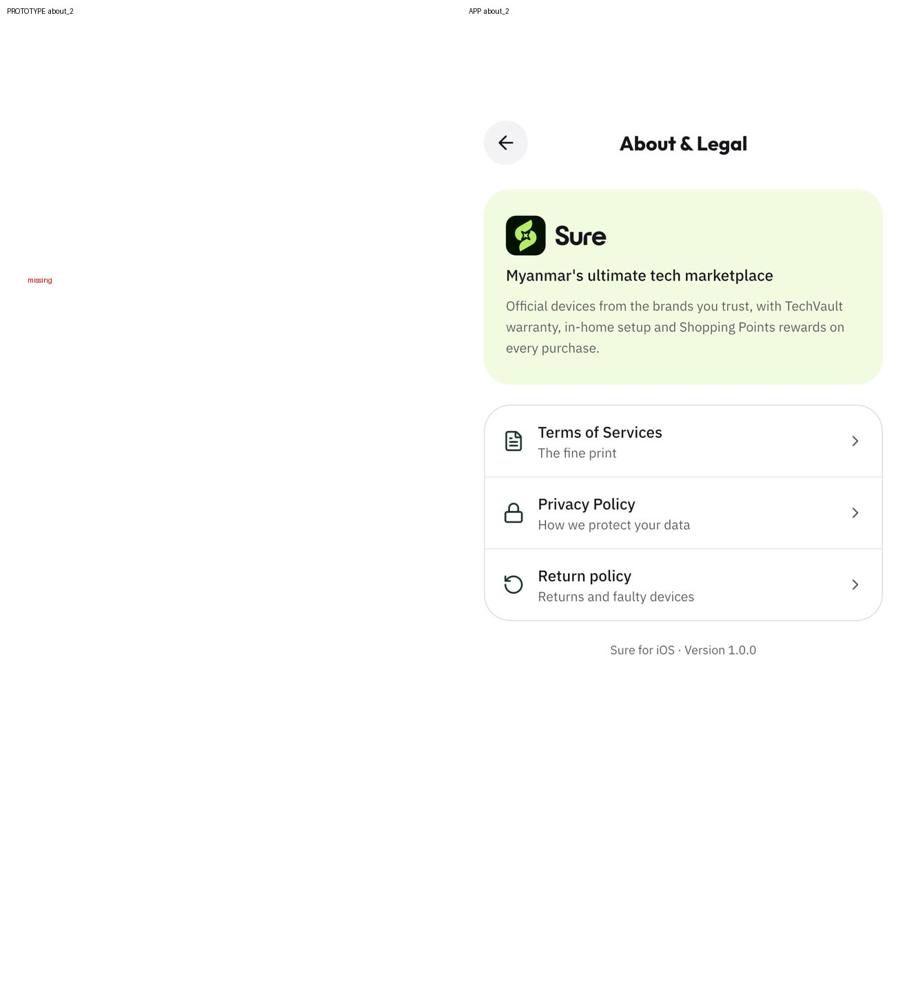 PROTOTYPE about_2
APP about_2
About & Legal
Sure
Myanmar's ultimate tech marketplace
Official devices from the brands you trust, with TechVault
warranty, in-home setup and Shopping Points rewards on
every purchase.
missing
Terms of Services
The fine print
Privacy Policy
How we protect your data
Return policy
Returns and faulty devices
Sure for iOS · Version 1.0.0